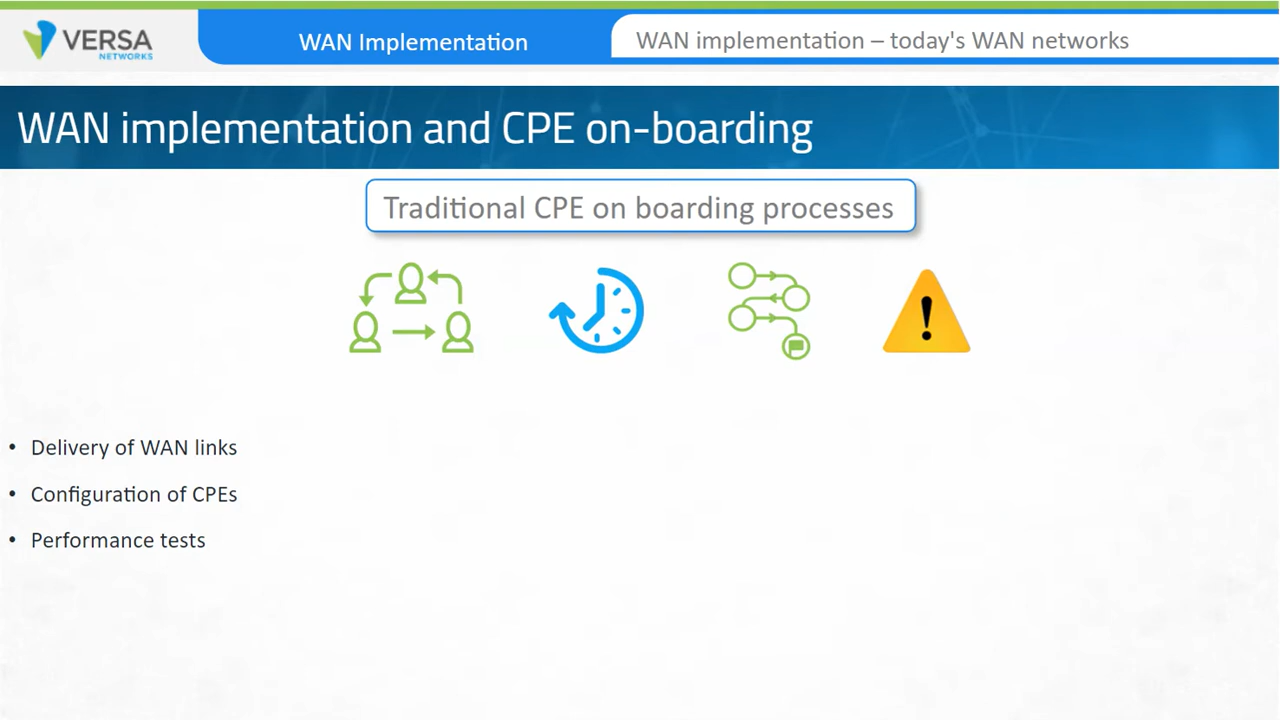 VERSA
NETWORKS
WAN Implementation
WAN implementation – today's WAN networks
WAN implementation and CPE on-boarding
Traditional CPE on boarding processes
• Delivery of WAN links
• Configuration of CPEs
• Performance tests